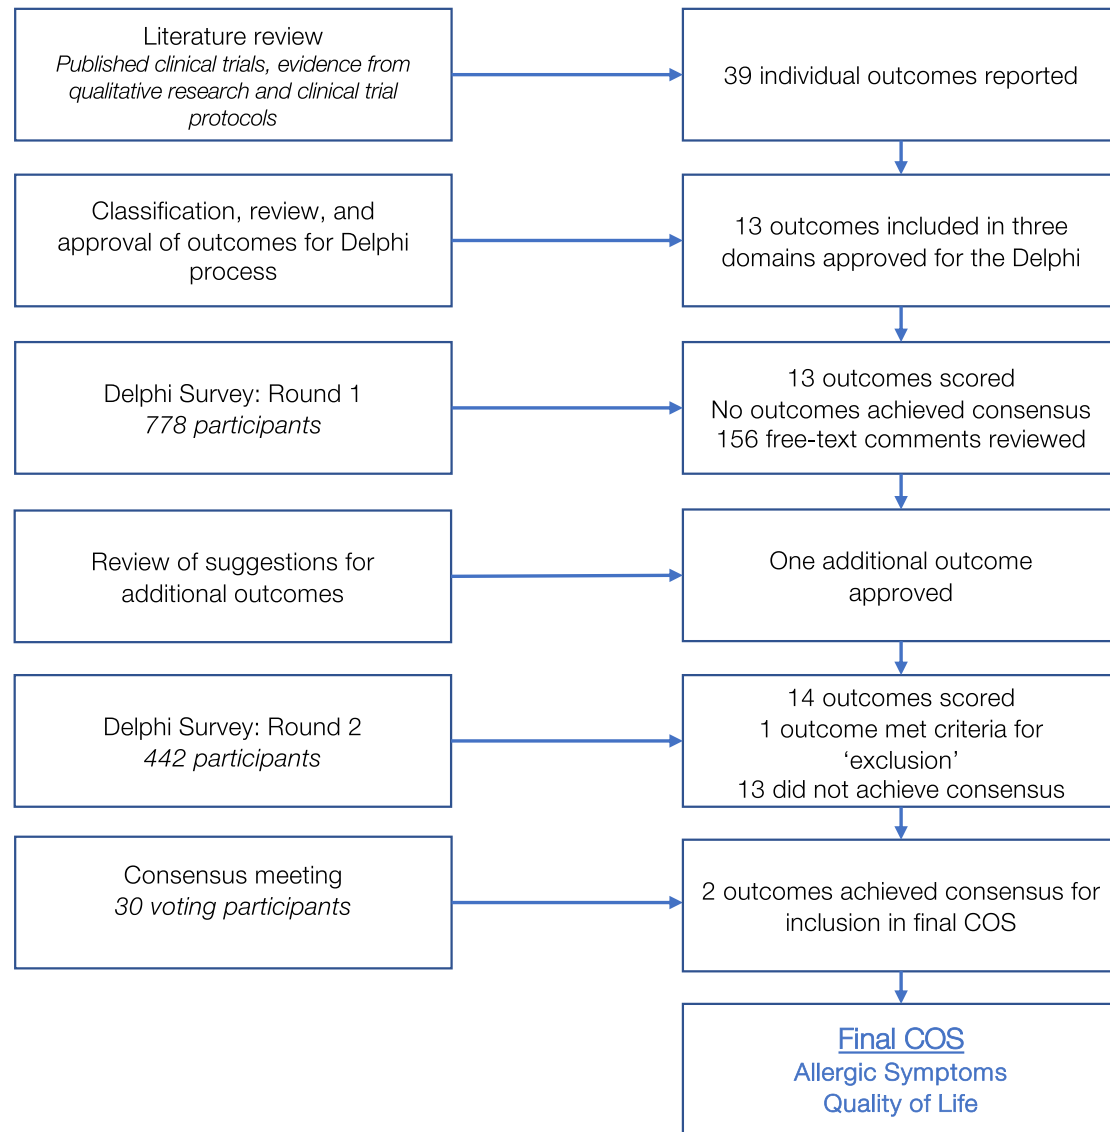 Literature review
Published clinical trials, evidence from
qualitative research and clinical trial
protocols
39 individual outcomes reported
Classification, review, and
approval of outcomes for Delphi
process
13 outcomes included in three
domains approved for the Delphi
Delphi Survey: Round 1
778 participants
13 outcomes scored
No outcomes achieved consensus
156 free-text comments reviewed
Review of suggestions for
additional outcomes
One additional outcome
approved
Delphi Survey: Round 2
442 participants
14 outcomes scored
1 outcome met criteria for
‘exclusion’
13 did not achieve consensus
Consensus meeting
30 voting participants
2 outcomes achieved consensus for
inclusion in final COS
Final COS
Allergic Symptoms
Quality of Life